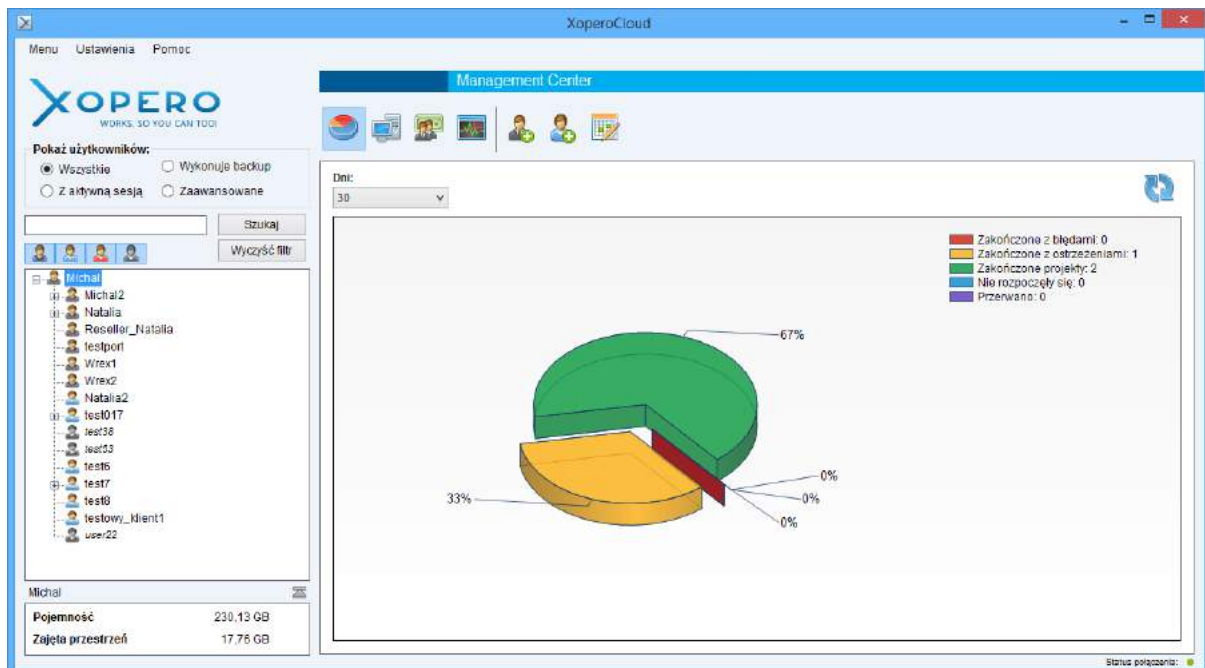 XoperoCloud
Menu Ustawienia Pomoc
XOPERO
WORKS, SO YOU CAN TOO!
Management Center
Pokaż użytkowników:
Wszystkie Wykonuje backup
Z aktywną sesją Zaawansowane
Szukaj
Wyczyść filtr
Michal
Michal2
Natalia
Reseller_Natalia
testport
Wrex1
Wrex2
Natalia2
test017
test38
test53
test6
test7
test8
testowy_klient1
user22
Michal
Pojemność 230,13 GB
Zajęta przestrzeń 17,76 GB
Dni:
30
Zakończone z błędami: 0
Zakończone z ostrzeżeniami: 1
Zakończone projekty: 2
Nie rozpoczęły się: 0
Przerwano: 0
67%
33%
0%
0%
0%
Status połączenia: